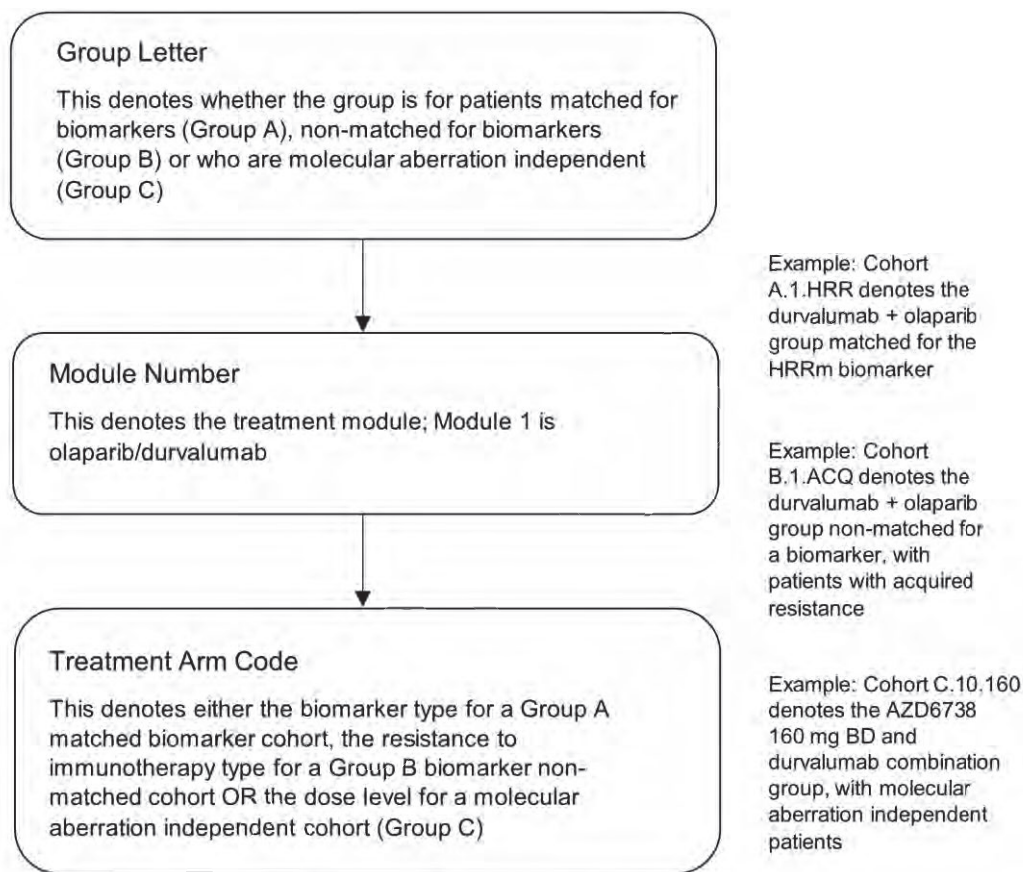 Group Letter
This denotes whether the group is for patients matched for
biomarkers (Group A), non-matched for biomarkers
(Group B) or who are molecular aberration independent
(Group C)
Module Number
This denotes the treatment module; Module 1 is
olaparib/durvalumab
Treatment Arm Code
This denotes either the biomarker type for a Group A
matched biomarker cohort, the resistance to
immunotherapy type for a Group B biomarker non-
matched cohort OR the dose level for a molecular
aberration independent cohort (Group C)
Example: Cohort
A.1.HRR denotes the
durvalumab + olaparib
group matched for the
HRRm biomarker
Example: Cohort
B.1.ACQ denotes the
durvalumab + olaparib
group non-matched for
a biomarker, with
patients with acquired
resistance
Example: Cohort C.10.160
denotes the AZD6738
160 mg BD and
durvalumab combination
group, with molecular
aberration independent
patients